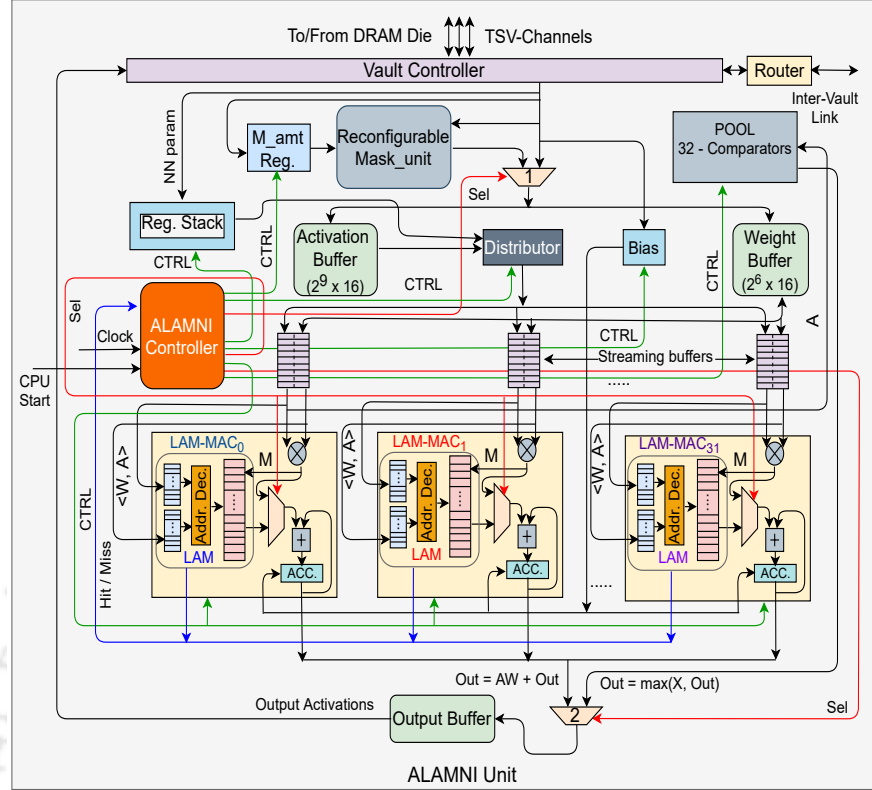 To/From DRAM Die
TSV-Channels
Vault Controller
Router
Inter-Vault
Link
NN param
M_amt
Reg.
Reconfigurable
Mask_unit
1
Sel
POOL
32 - Comparators
Reg. Stack
CTRL
CTRL
Activation
Buffer
(2^9 x 16)
Distributor
Bias
CTRL
Weight
Buffer
(2^6 x 16)
Sel
CTRL
A
Clock
ALAMNI
Controller
CTRL
CPU
Start
Streaming buffers
.....
<W, A>
LAM-MAC0
M
Addr. Dec.
LAM
+
ACC.
<W, A>
LAM-MAC1
M
Addr. Dec.
LAM
+
ACC.
<W, A>
LAM-MAC31
M
Addr. Dec.
LAM
+
ACC.
.....
CTRL
Hit / Miss
Out = AW + Out
Out = max(X, Out)
Output Activations
Output Buffer
2
Sel
ALAMNI Unit